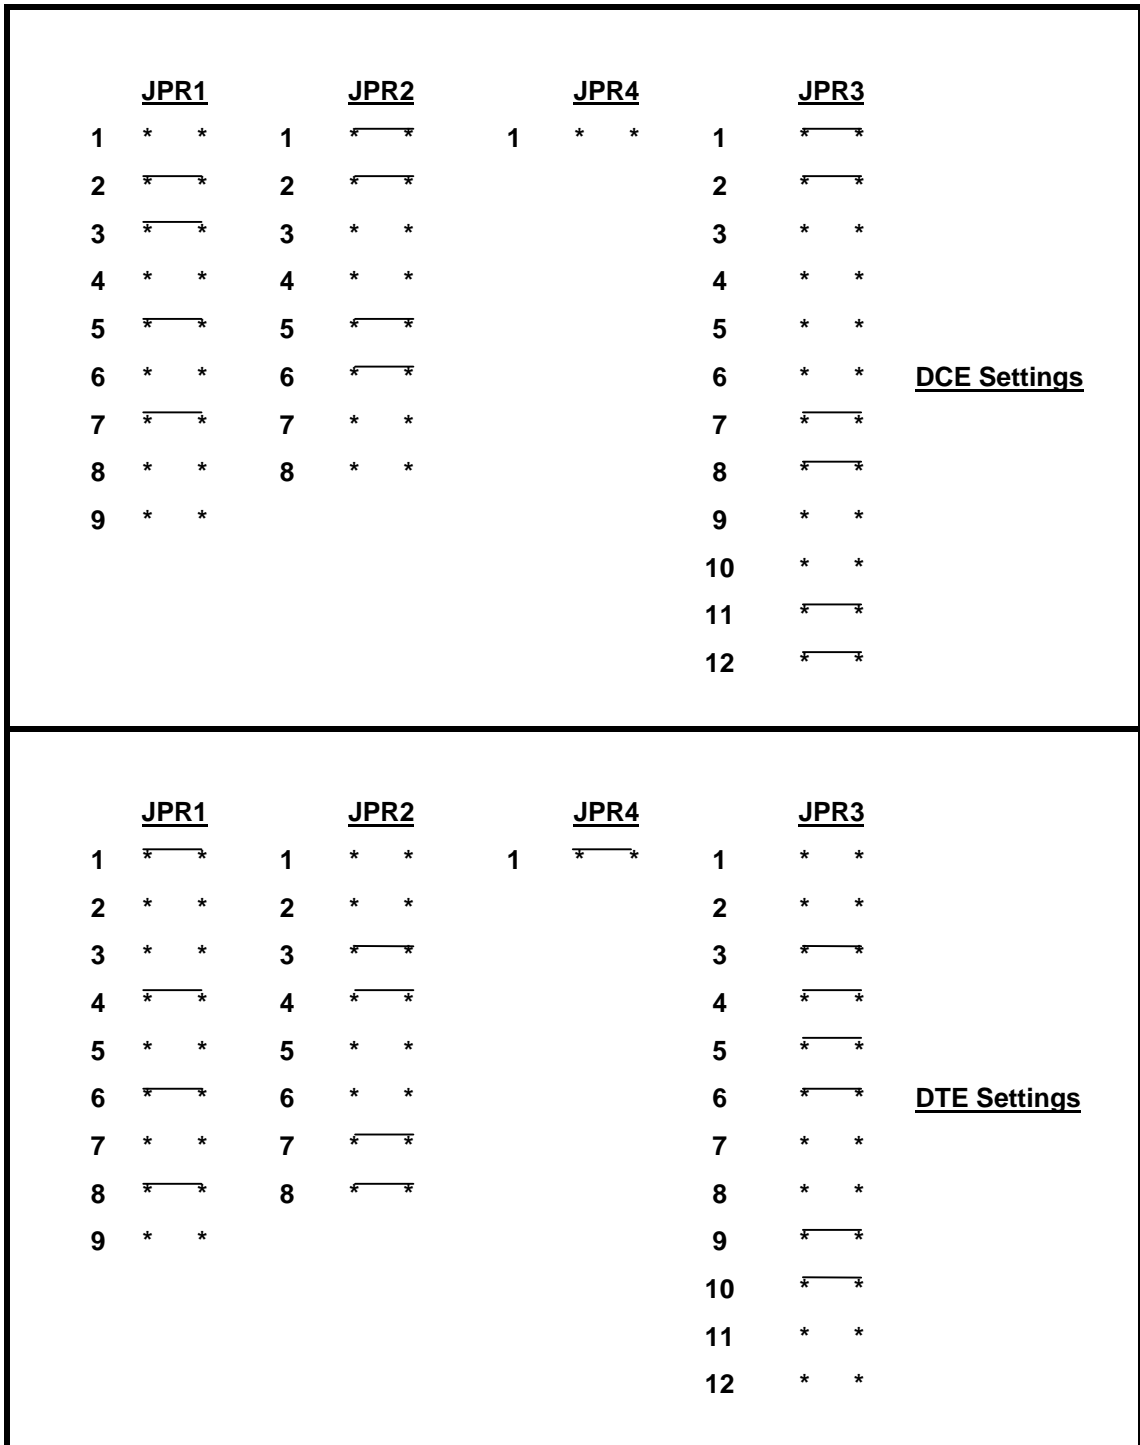 JPR1 JPR2 JPR4 JPR3
1 * * 1 * * 1 * * 1 * *
2 * * 2 * * 2 * *
3 * * 3 * * 3 * *
4 * * 4 * * 4 * *
5 * * 5 * * 5 * *
6 * * 6 * * 6 * * DCE Settings
7 * * 7 * * 7 * *
8 * * 8 * * 8 * *
9 * * 9 * *
10 * *
11 * *
12 * *
JPR1 JPR2 JPR4 JPR3
1 * * 1 * * 1 * * 1 * *
2 * * 2 * * 2 * *
3 * * 3 * * 3 * *
4 * * 4 * * 4 * *
5 * * 5 * * 5 * *
6 * * 6 * * 6 * * DTE Settings
7 * * 7 * * 7 * *
8 * * 8 * * 8 * *
9 * * 9 * *
10 * *
11 * *
12 * *